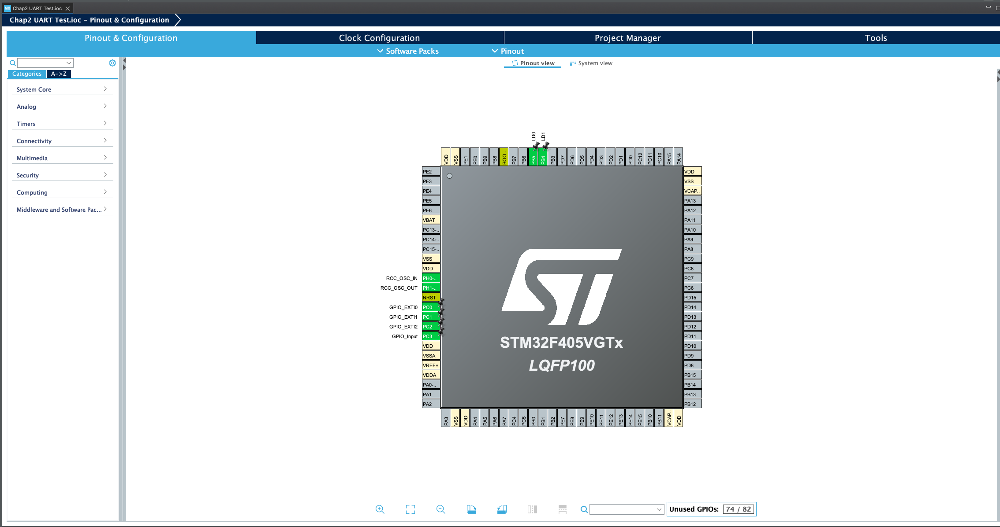 MX Chap2 UART Test.ioc
Chap2 UART Test.ioc - Pinout & Configuration
Pinout & Configuration
Clock Configuration
Project Manager
Tools
Software Packs
Pinout
Pinout view
System view
Categories
A->Z
System Core
Analog
Timers
Connectivity
Multimedia
Security
Computing
Middleware and Software Pac...
LD0
LD1
VDD
VSS
PE1
PE0
PB9
PB8
BOO..
PB7
PB6
PB5
PB4
PB3
PD7
PD6
PD5
PD4
PD3
PD2
PD1
PD0
PC12
PC11
PC10
PA15
PA14
PE2
PE3
PE4
PE5
PE6
VBAT
PC13-..
PC14-..
PC15-..
VSS
VDD
RCC_OSC_IN PH0-..
RCC_OSC_OUT PH1-..
NRST
GPIO_EXTI0 PC0
GPIO_EXTI1 PC1
GPIO_EXTI2 PC2
GPIO_Input PC3
VDD
VSSA
VREF+
VDDA
PA0-..
PA1
PA2
ST
STM32F405VGTx
LQFP100
VDD
VSS
VCAP..
PA13
PA12
PA11
PA10
PA9
PA8
PC9
PC8
PC7
PC6
PD15
PD14
PD13
PD12
PD11
PD10
PD9
PD8
PB15
PB14
PB13
PB12
PA3
VSS
VDD
PA4
PA5
PA6
PA7
PC4
PC5
PB0
PB1
PB2
PE7
PE8
PE9
PE10
PE11
PE12
PE13
PE14
PE15
PB10
PB11
VCAP..
VDD
Unused GPIOs: 74 / 82